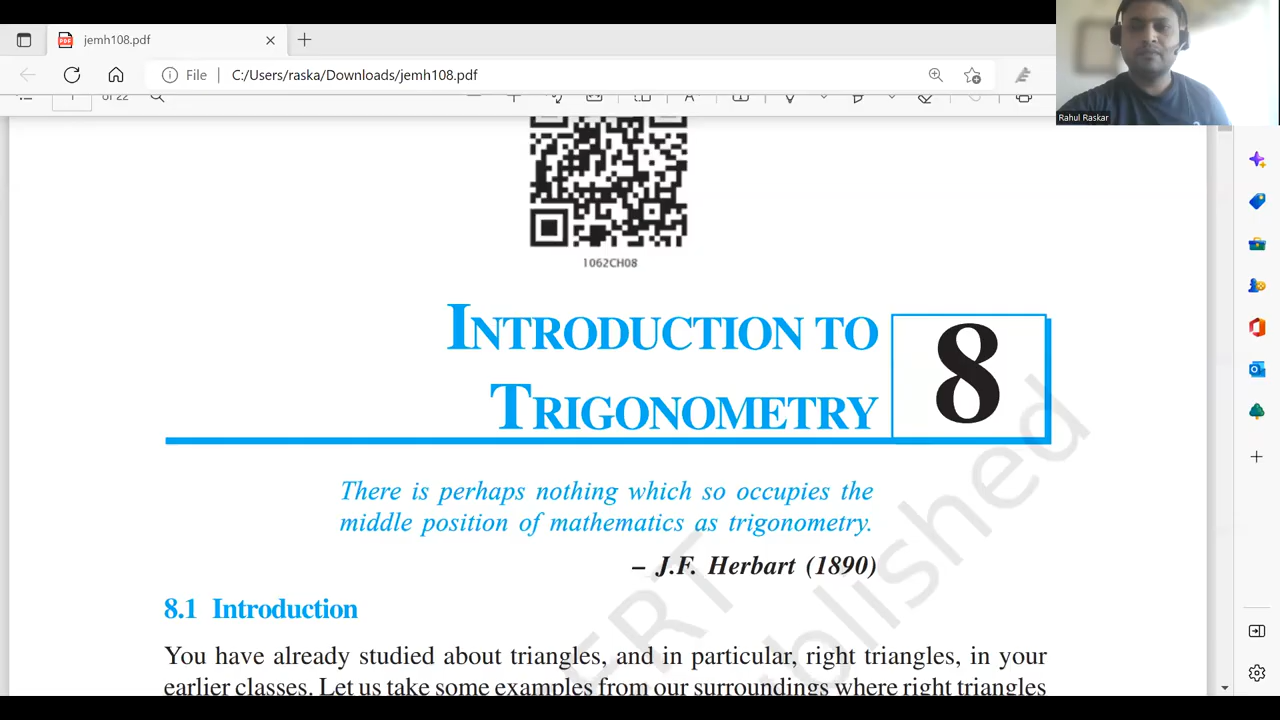 jemh108.pdf
File C:/Users/raska/Downloads/jemh108.pdf
1 of 22
Rahul Raskar
1062CH08
INTRODUCTION TO
TRIGONOMETRY
8
There is perhaps nothing which so occupies the
middle position of mathematics as trigonometry.
– J.F. Herbart (1890)
8.1 Introduction
You have already studied about triangles, and in particular, right triangles, in your
earlier classes. Let us take some examples from our surroundings where right triangles